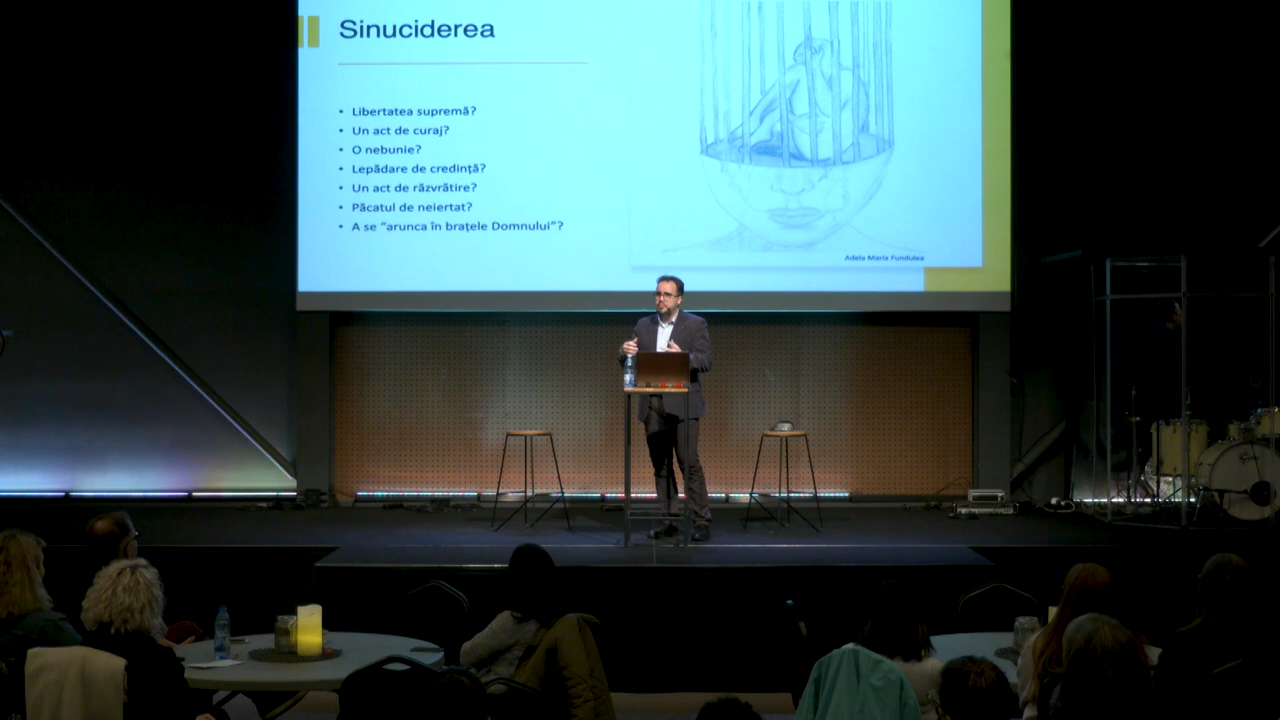 Sinuciderea
• Libertatea supremă?
• Un act de curaj?
• O nebunie?
• Lepădare de credință?
• Un act de răzvrătire?
• Păcatul de neiertat?
• A se “arunca în brațele Domnului”?
Adela Maria Fundulea